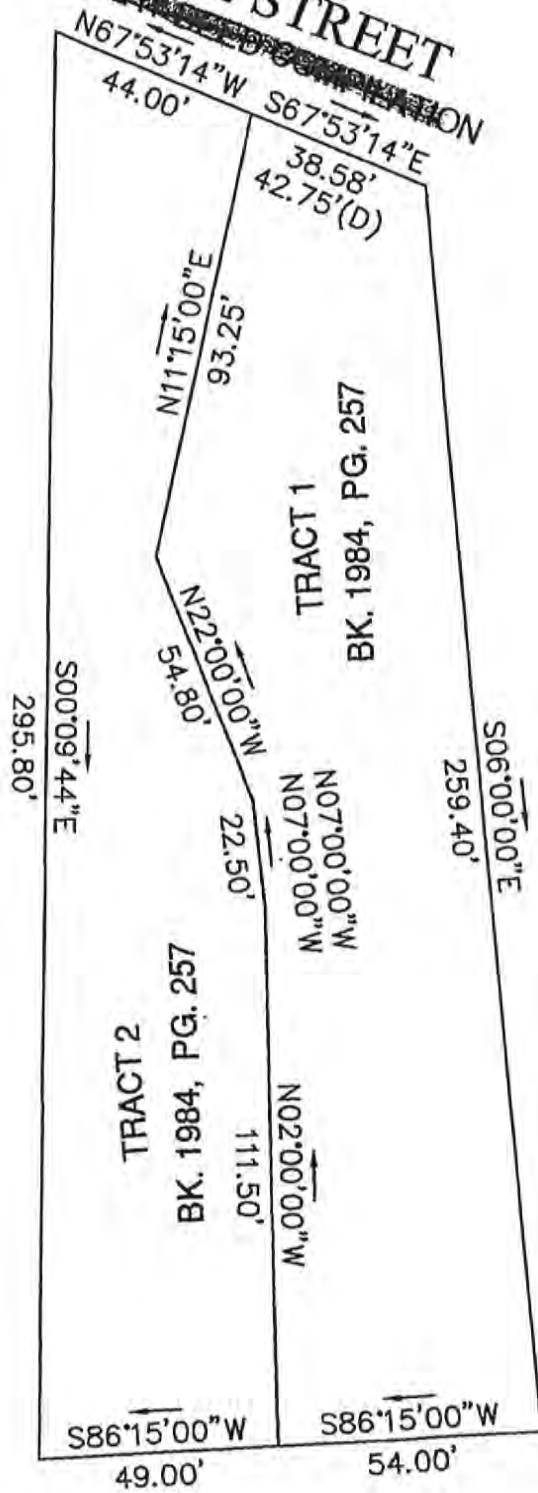 STREET
N67°53'14"W
44.00'
S67°53'14"E
38.58'
42.75'(D)
N11°15'00"E
93.25'
TRACT 1
BK. 1984, PG. 257
N22°00'00"W
54.80'
S06°00'00"E
259.40'
S00°09'44"E
295.80'
N07°00'00"W
N07°00'00"W
22.50'
TRACT 2
BK. 1984, PG. 257
N02°00'00"W
111.50'
S86°15'00"W
49.00'
S86°15'00"W
54.00'